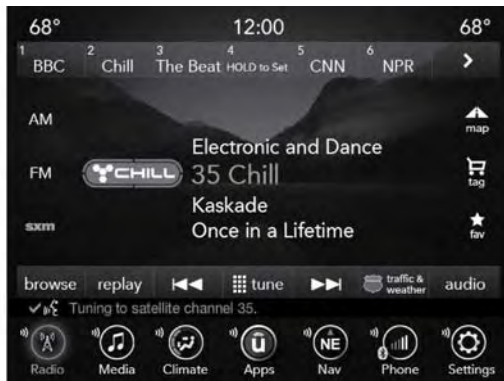 68° 12:00 68°
1 BBC 2 Chill 3 The Beat 4 HOLD to Set 5 CNN 6 NPR
AM
map
Electronic and Dance
FM
CHILL
35 Chill
tag
Kaskade
sxm
Once in a Lifetime
fav
browse replay tune traffic & weather audio
Tuning to satellite channel 35.
Radio Media Climate Apps NE Nav Phone Settings